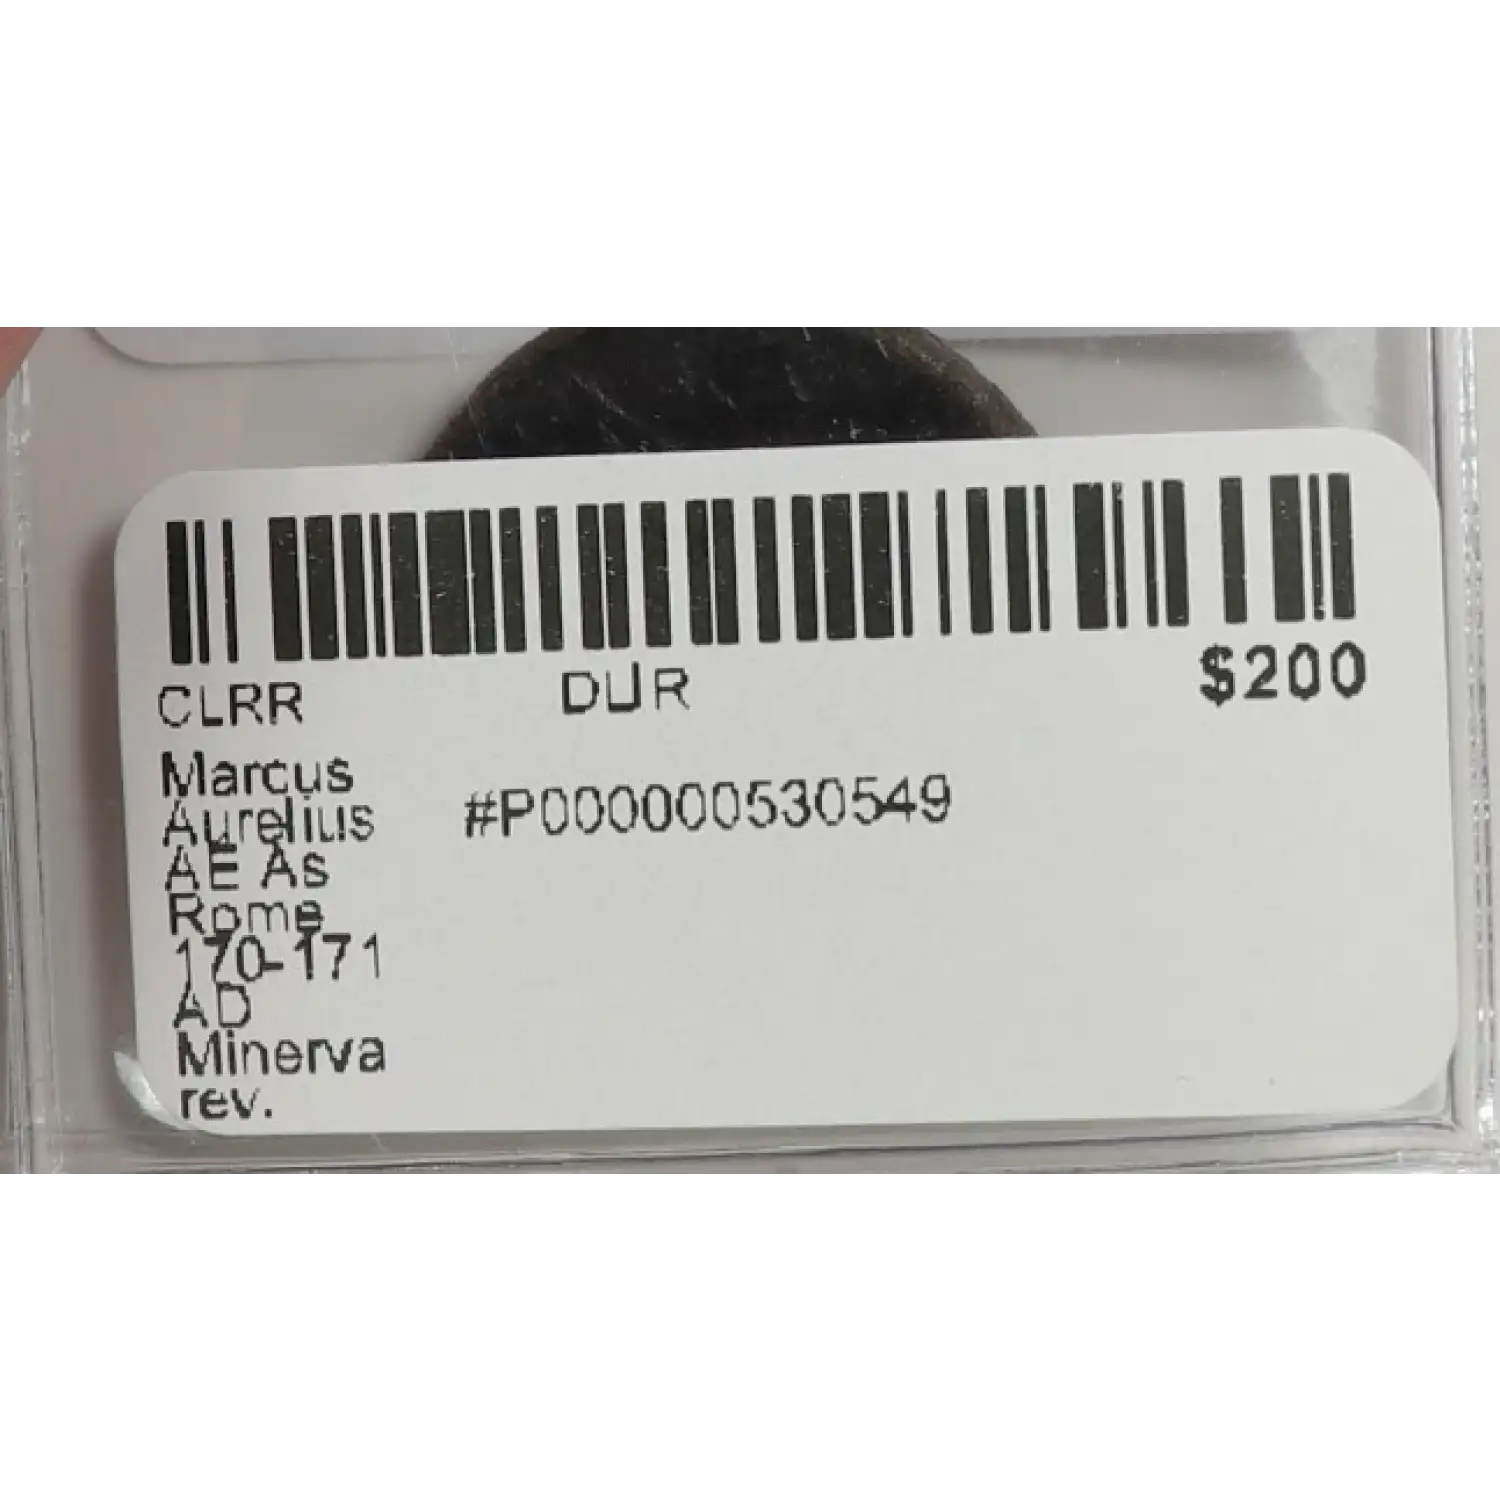 CLRR DUR $200
Marcus
Aurelius #P000000530549
AE As
Rome
170-171
AD
Minerva
rev.